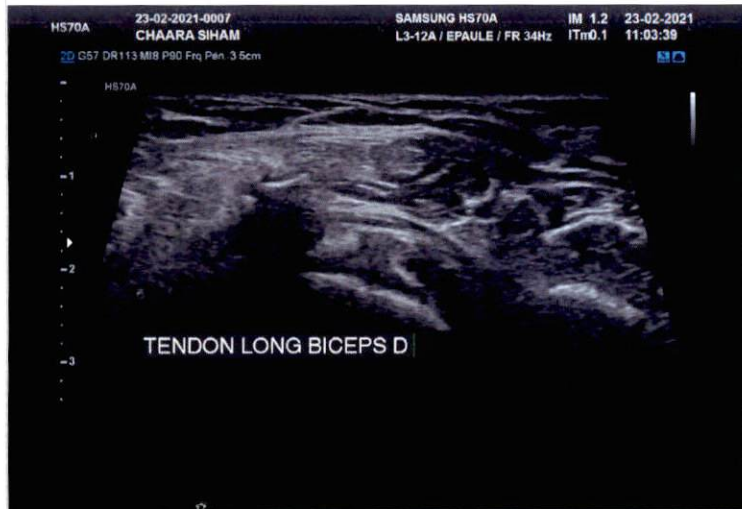 HS70A
23-02-2021-0007
CHAARA SIHAM
SAMSUNG HS70A
L3-12A / EPAULE / FR 34Hz
IM 1.2
ITm0.1
23-02-2021
11:03:39
2D G57 DR113 MI8 P90 Frq Pén. 3.5cm
HS70A
1
2
3
TENDON LONG BICEPS D